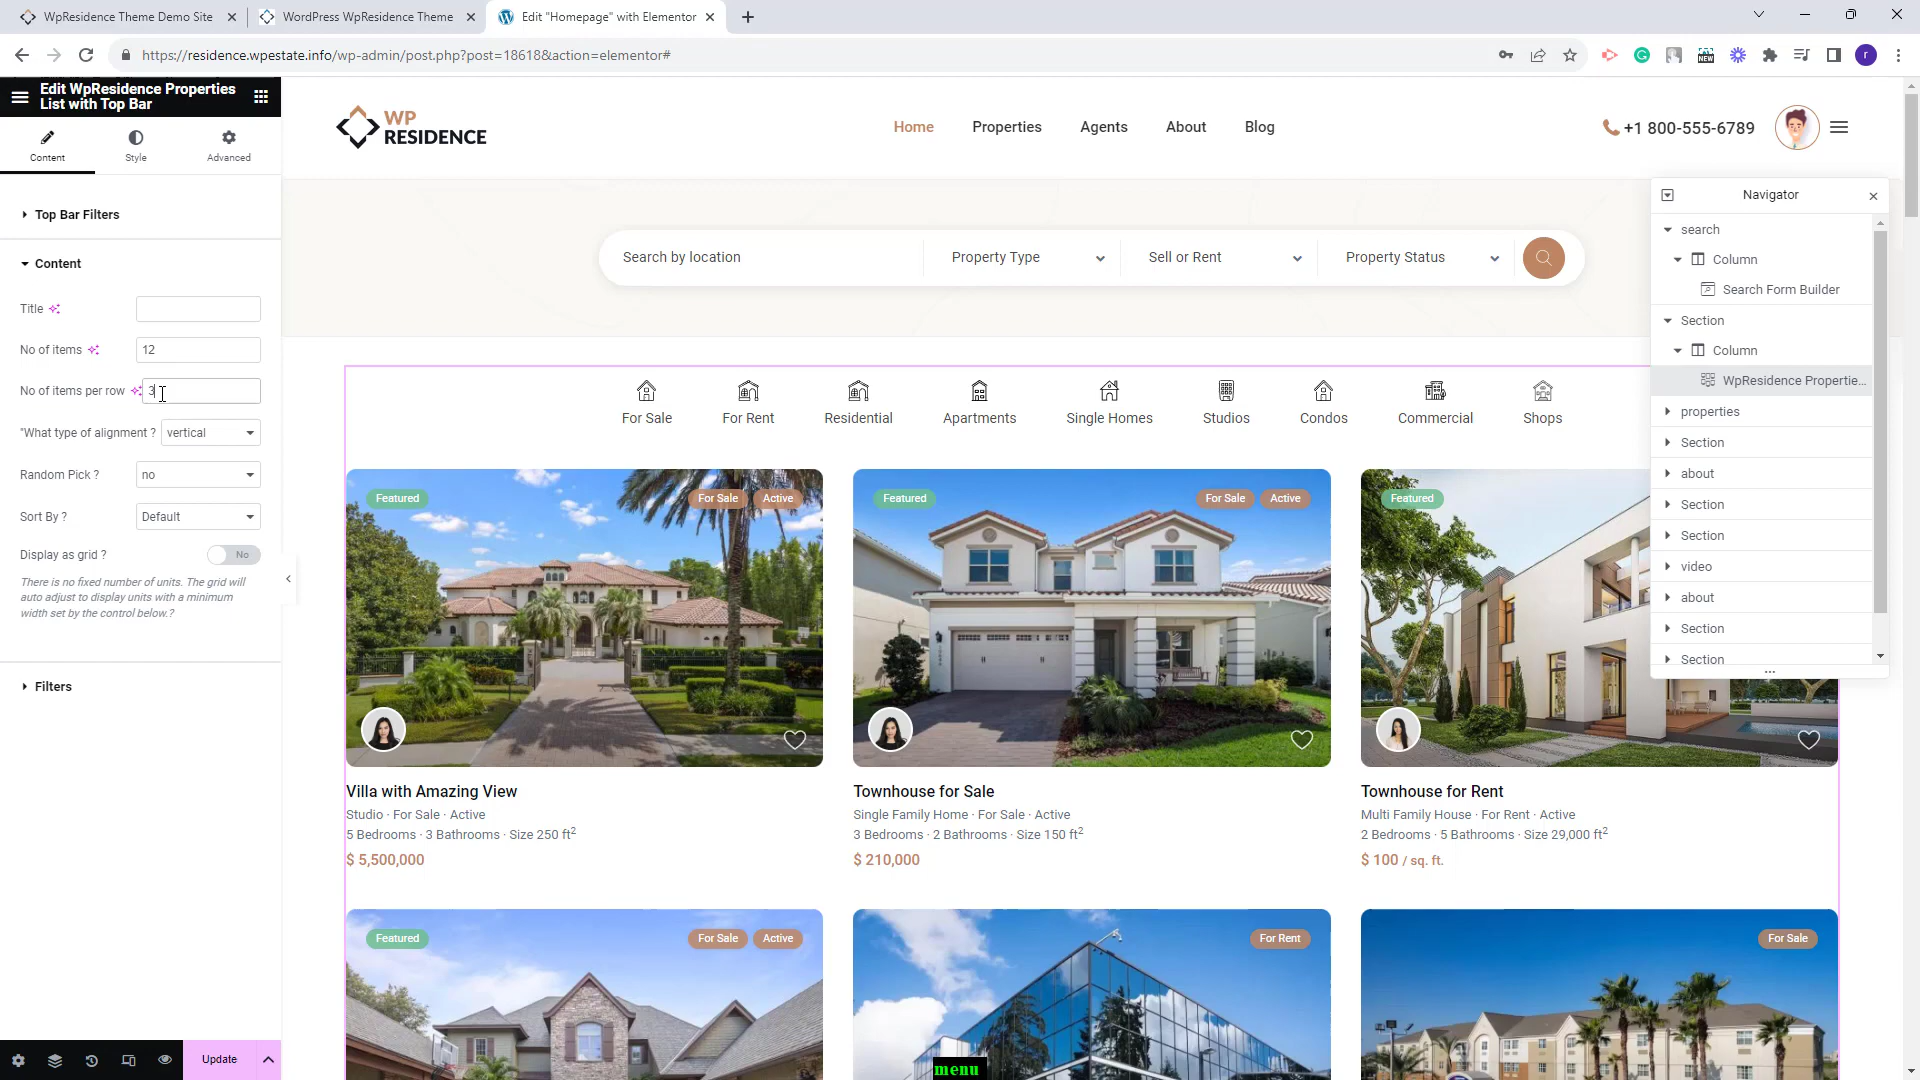 WpResidence Theme Demo Site
WordPress WpResidence Theme
Edit "Homepage" with Elementor
https://residence.wpestate.info/wp-admin/post.php?post=18618&action=elementor#
r
Edit WpResidence Properties
List with Top Bar
Content
Style
Advanced
Top Bar Filters
Content
Title
No of items
12
No of items per row
3
"What type of alignment ?
vertical
Random Pick ?
no
Sort By ?
Default
Display as grid ?
No
There is no fixed number of units. The grid will
auto adjust to display units with a minimum
width set by the control below.?
Filters
Update
WP
RESIDENCE
Home
Properties
Agents
About
Blog
+1 800-555-6789
Search by location
Property Type
Sell or Rent
Property Status
For Sale
For Rent
Residential
Apartments
Single Homes
Studios
Condos
Commercial
Shops
Featured
For Sale
Active
Featured
For Sale
Active
Featured
Villa with Amazing View
Studio · For Sale · Active
5 Bedrooms · 3 Bathrooms · Size 250 ft2
$ 5,500,000
Townhouse for Sale
Single Family Home · For Sale · Active
3 Bedrooms · 2 Bathrooms · Size 150 ft2
$ 210,000
Townhouse for Rent
Multi Family House · For Rent · Active
2 Bedrooms · 5 Bathrooms · Size 29,000 ft2
$ 100 / sq. ft.
Featured
For Sale
Active
For Rent
For Sale
menu
Navigator
search
Column
Search Form Builder
Section
Column
WpResidence Propertie...
properties
Section
about
Section
Section
video
about
Section
Section